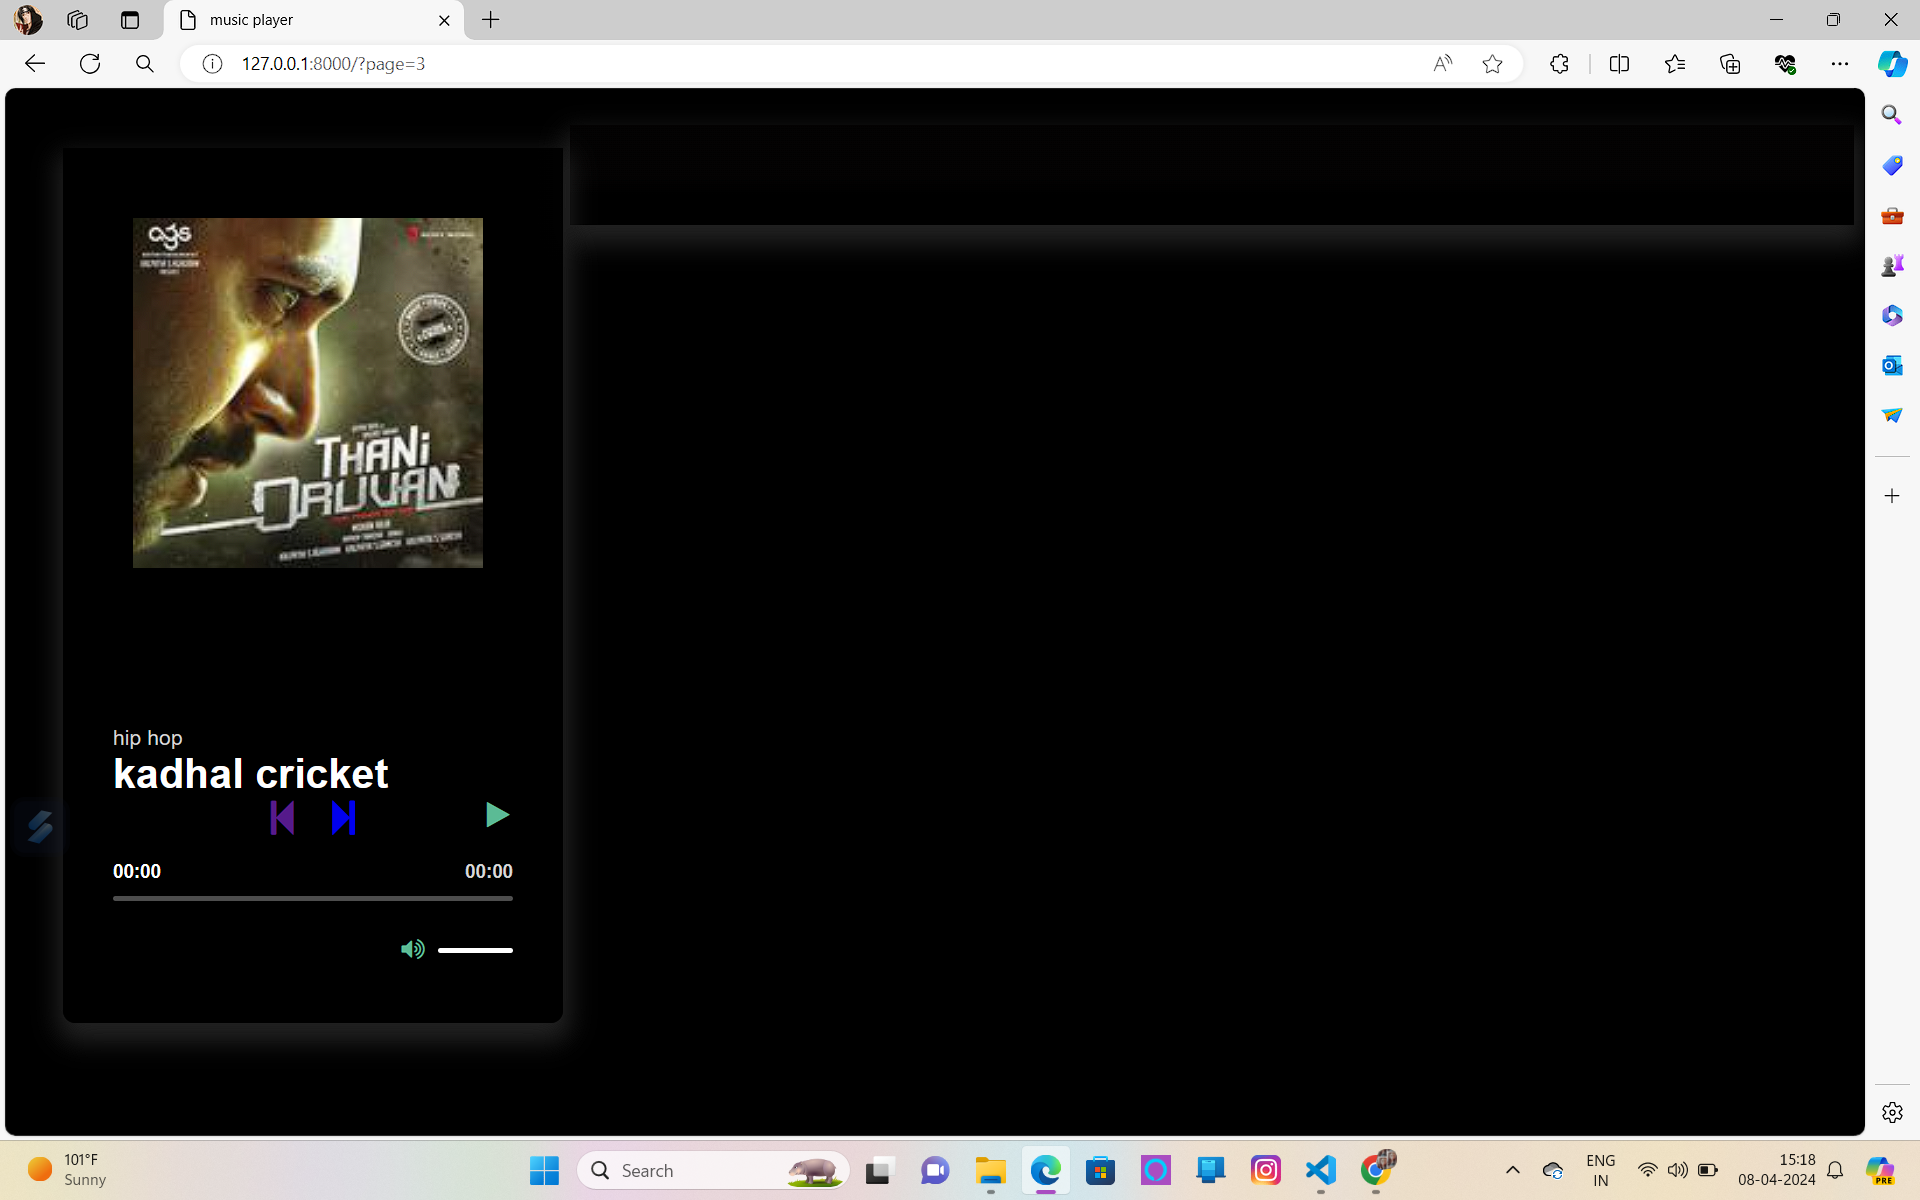 music player
127.0.0.1:8000/?page=3
ags
THANi
ORUVAN
hip hop
kadhal cricket
00:00
00:00
101°F
Sunny
Search
ENG
IN
15:18
08-04-2024
PRE